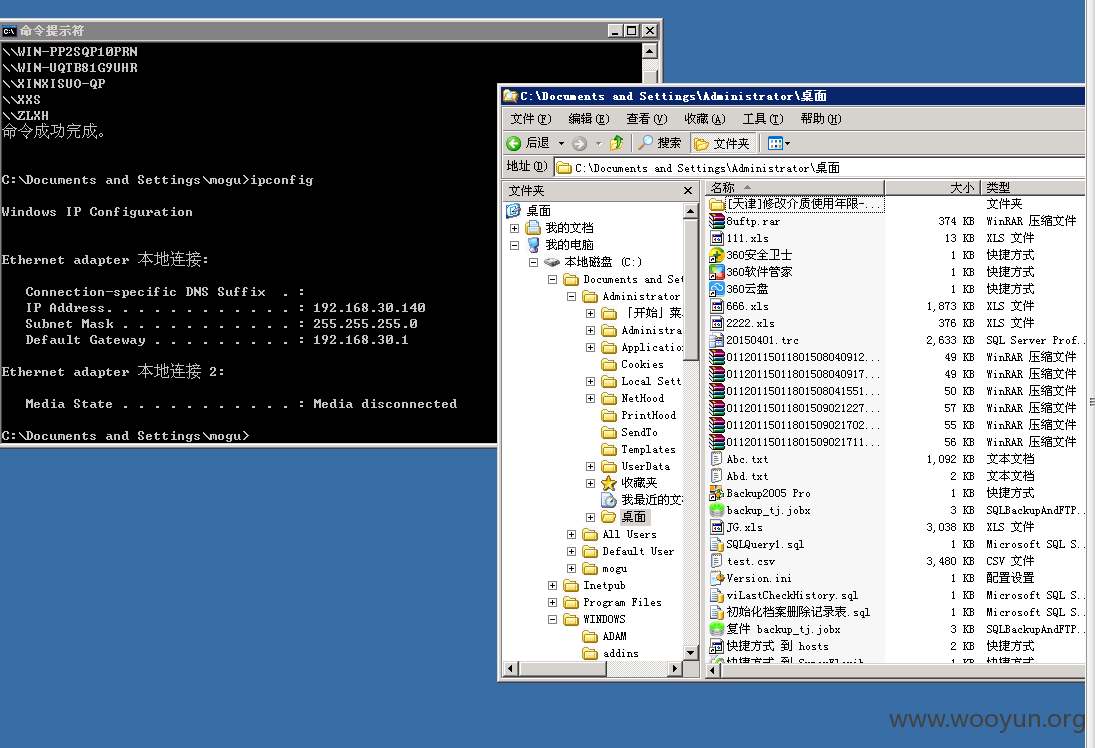 命令提示符
\\WIN-PP2SQP10PRN
\\WIN-UQTB81G9UHR
\\XINXISUO-QP
\\XXS
\\ZLXH
命令成功完成。
C:\Documents and Settings\mogu>ipconfig
Windows IP Configuration
Ethernet adapter 本地连接:
Connection-specific DNS Suffix . :
IP Address. . . . . . . . . . . . : 192.168.30.140
Subnet Mask . . . . . . . . . . . : 255.255.255.0
Default Gateway . . . . . . . . . : 192.168.30.1
Ethernet adapter 本地连接 2:
Media State . . . . . . . . . . . : Media disconnected
C:\Documents and Settings\mogu>
C:\Documents and Settings\Administrator\桌面
文件(F) 编辑(E) 查看(V) 收藏(A) 工具(T) 帮助(H)
后退 搜索 文件夹
地址(D) C:\Documents and Settings\Administrator\桌面
文件夹
桌面
我的文档
我的电脑
本地磁盘 (C:)
Documents and Set
Administrator
「开始」菜
Administra
Application
Cookies
Local Sett
NetHood
PrintHood
SendTo
Templates
UserData
收藏夹
我最近的文
桌面
All Users
Default User
mogu
Inetpub
Program Files
WINDOWS
ADAM
addins
名称 大小 类型
[天津]修改介质使用年限-... 文件夹
8uftp.rar 374 KB WinRAR 压缩文件
111.xls 13 KB XLS 文件
360安全卫士 1 KB 快捷方式
360软件管家 1 KB 快捷方式
360云盘 1 KB 快捷方式
666.xls 1,873 KB XLS 文件
2222.xls 376 KB XLS 文件
20150401.trc 2,633 KB SQL Server Prof...
01120115011801508040912... 49 KB WinRAR 压缩文件
01120115011801508040917... 49 KB WinRAR 压缩文件
01120115011801508041551... 50 KB WinRAR 压缩文件
01120115011801509021227... 57 KB WinRAR 压缩文件
01120115011801509021702... 55 KB WinRAR 压缩文件
01120115011801509021711... 56 KB WinRAR 压缩文件
Abc.txt 1,092 KB 文本文档
Abd.txt 2 KB 文本文档
Backup2005 Pro 1 KB 快捷方式
backup_tj.jobx 3 KB SQLBackupAndFTP...
JG.xls 3,038 KB XLS 文件
SQLQuery1.sql 1 KB Microsoft SQL S...
test.csv 3,480 KB CSV 文件
Version.ini 1 KB 配置设置
viLastCheckHistory.sql 1 KB Microsoft SQL S...
初始化档案删除记录表.sql 1 KB Microsoft SQL S...
复件 backup_tj.jobx 3 KB SQLBackupAndFTP...
快捷方式 到 hosts 2 KB 快捷方式
快捷方式 到 1 KB 快捷方式
www.wooyun.org